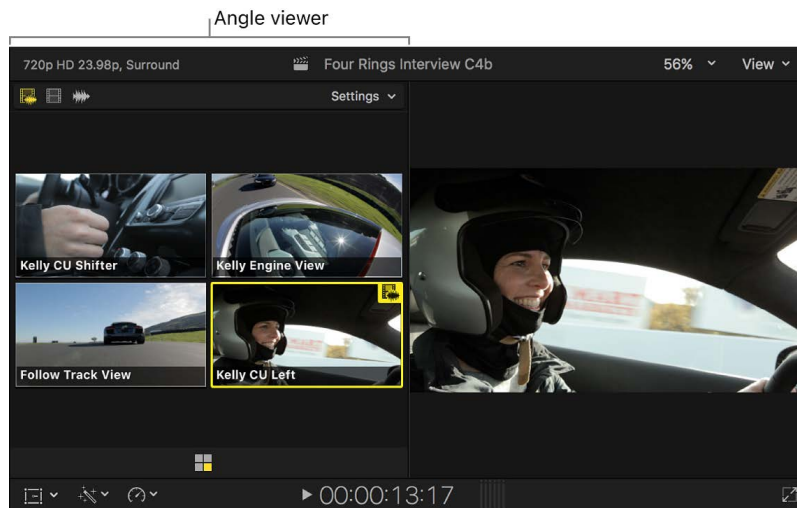 Angle viewer
720p HD 23.98p, Surround
Four Rings Interview C4b
56%
View
Settings
Kelly CU Shifter
Kelly Engine View
Follow Track View
Kelly CU Left
00:00:13:17